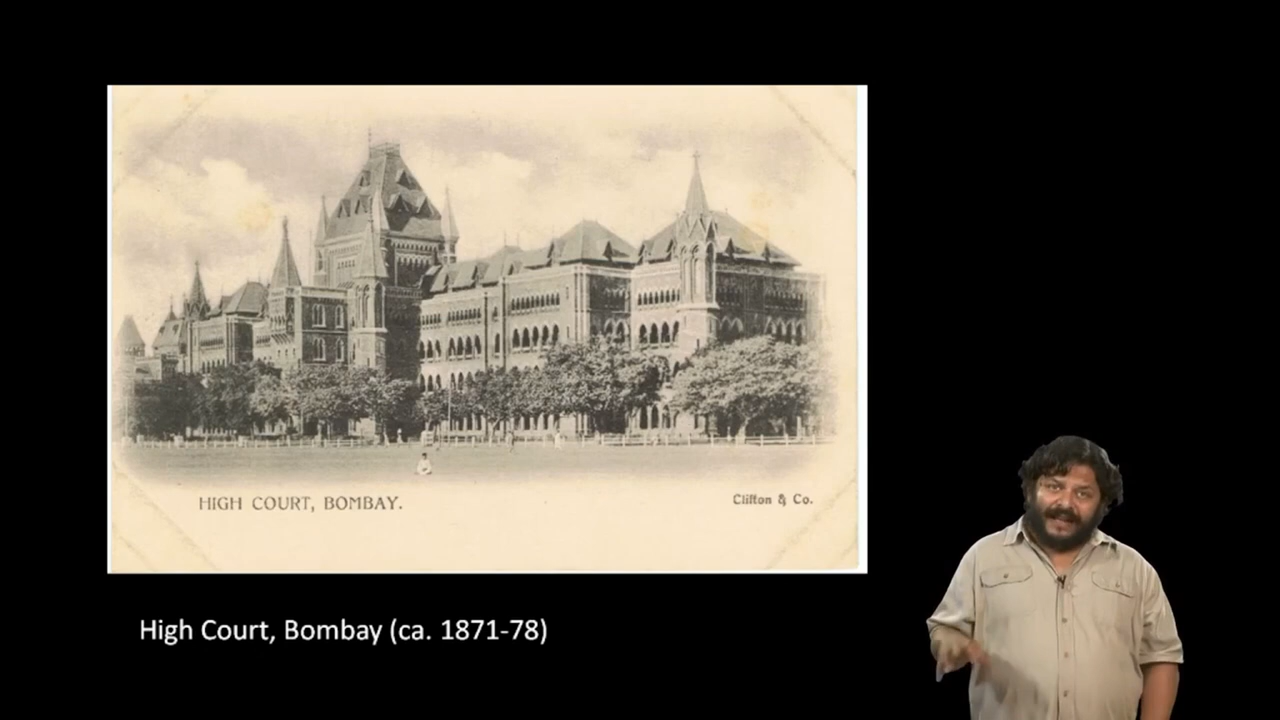 HIGH COURT, BOMBAY.
Clifton & Co.
High Court, Bombay (ca. 1871-78)